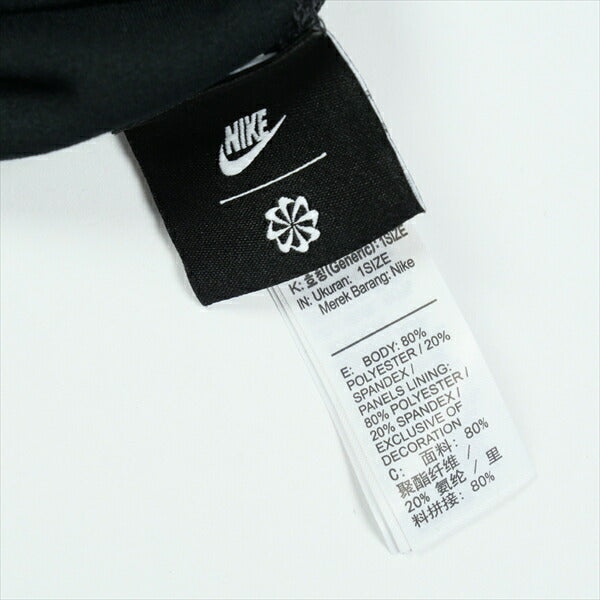 NIKE
K: 호칭(Generic): 1SIZE
IN: Ukuran: 1SIZE
Merek Barang: Nike
E: BODY: 80%
POLYESTER / 20%
SPANDEX /
PANELS LINING:
80% POLYESTER /
20% SPANDEX /
EXCLUSIVE OF
DECORATION
C: 面料: 80%
聚酯纤维 /
20% 氨纶 / 里
料拼接: 80%